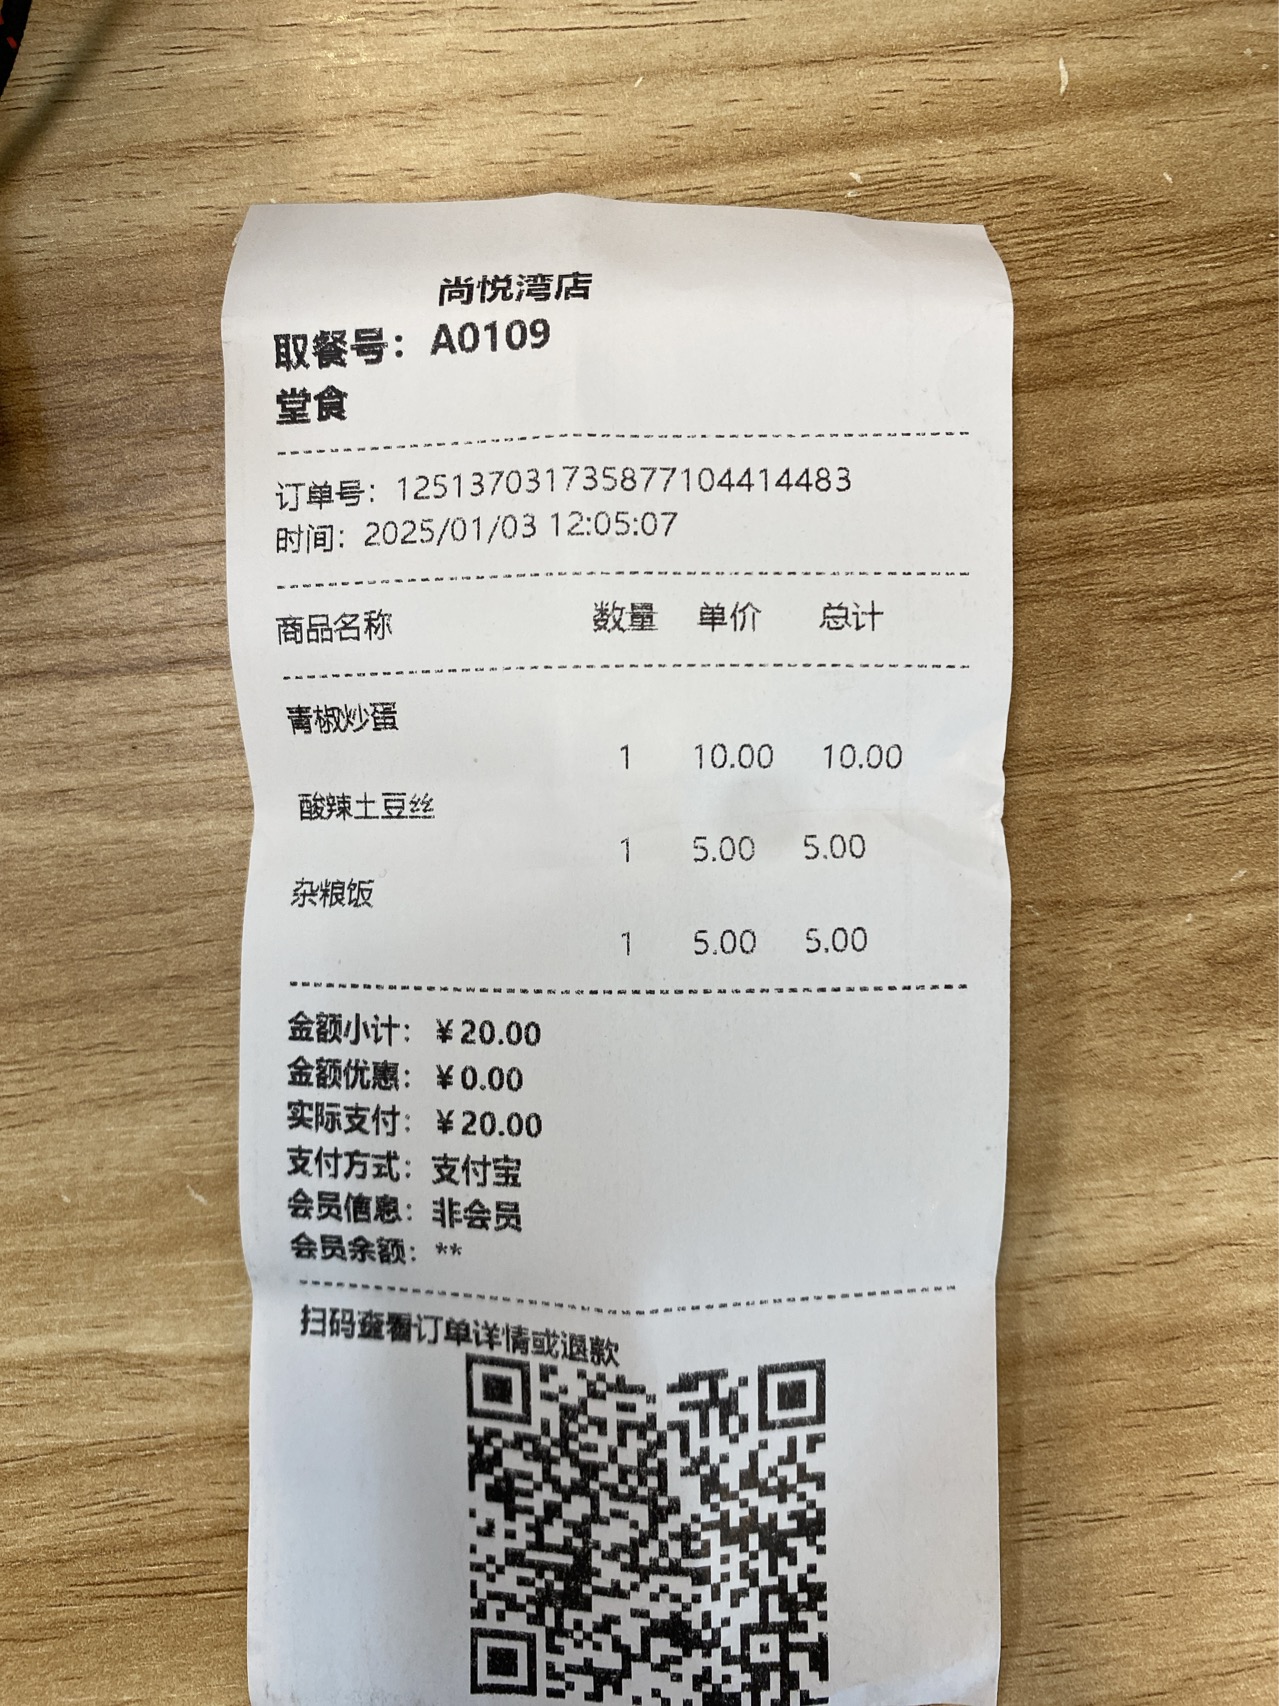 尚悦湾店
取餐号：A0109
堂食
订单号：1251370317358771044144​83
时间：2025/01/03 12:05:07
商品名称 数量 单价 总计
青椒炒蛋
1 10.00 10.00
酸辣土豆丝
1 5.00 5.00
杂粮饭
1 5.00 5.00
金额小计：￥20.00
金额优惠：￥0.00
实际支付：￥20.00
支付方式：支付宝
会员信息：非会员
会员余额：**
扫码查看订单详情或退款